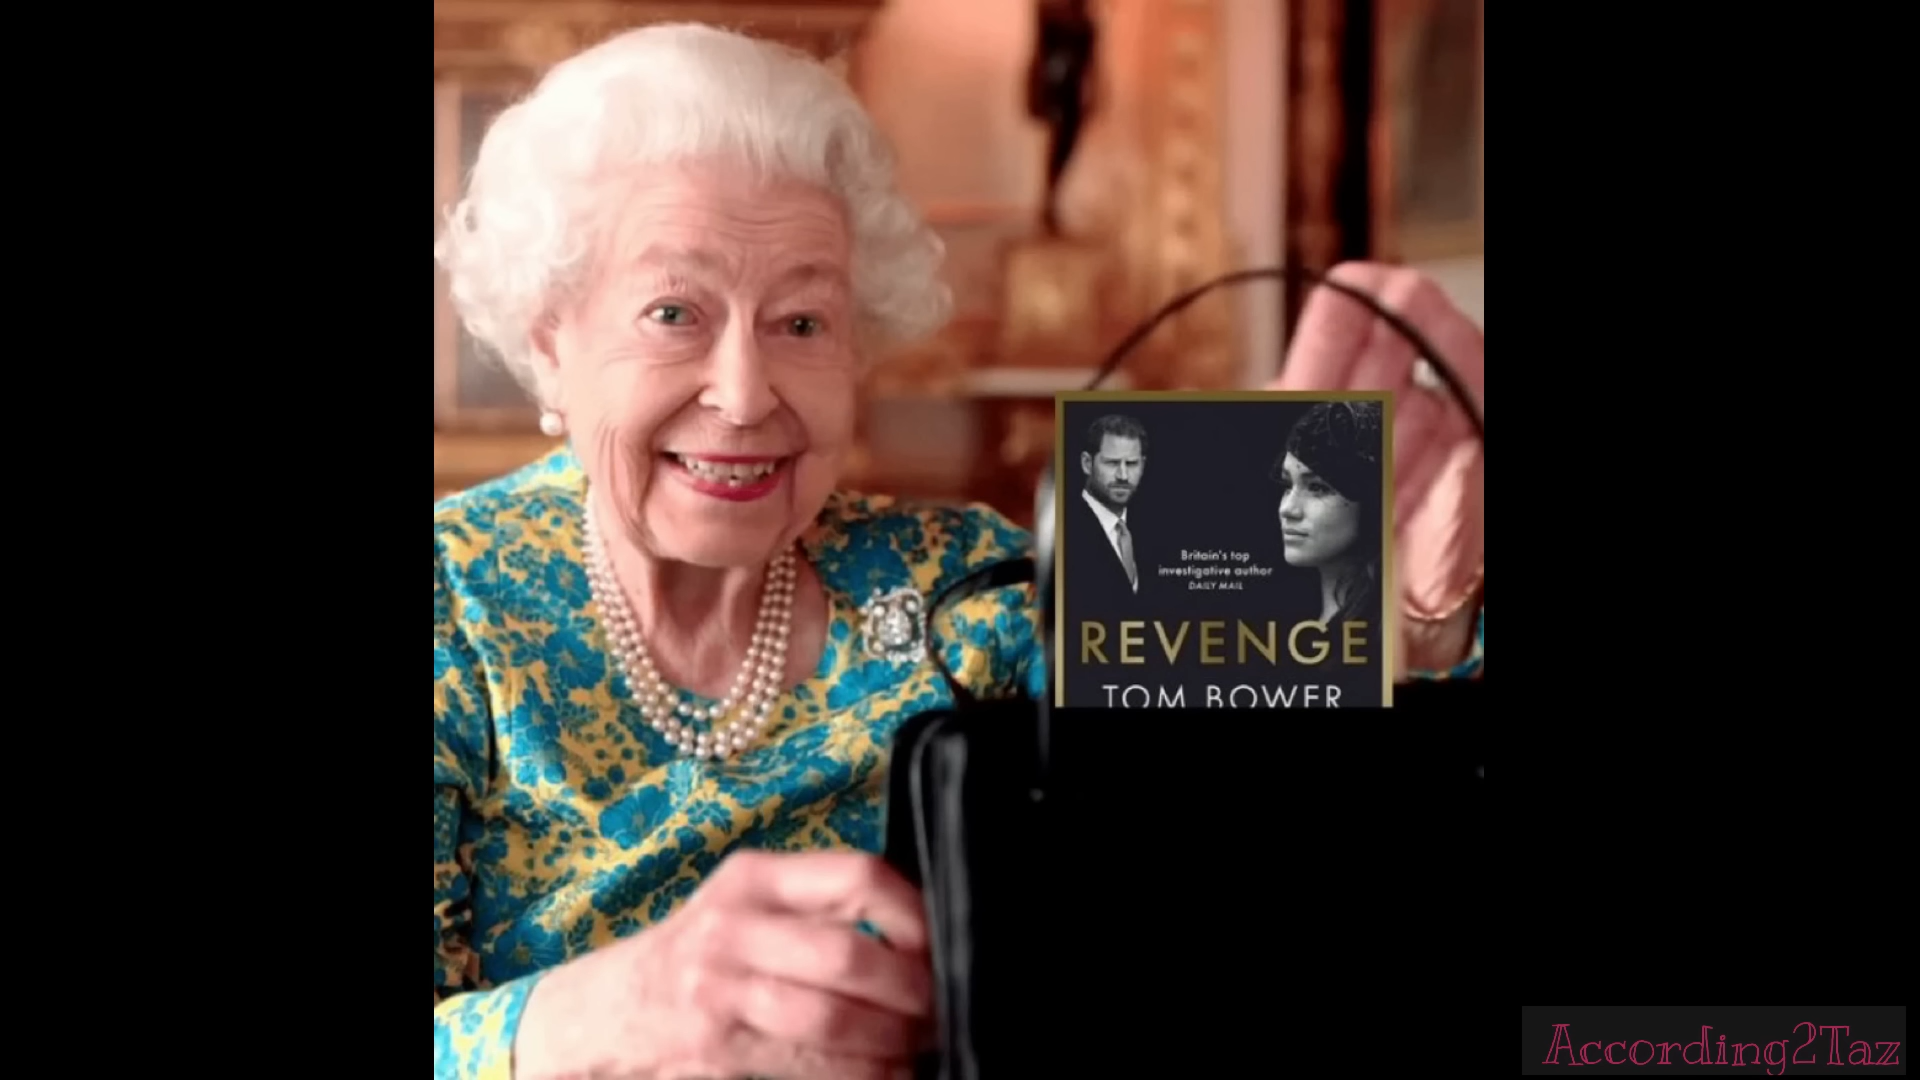 Britain's top
investigative author
DAILY MAIL
REVENGE
TOM BOWER
According2Taz